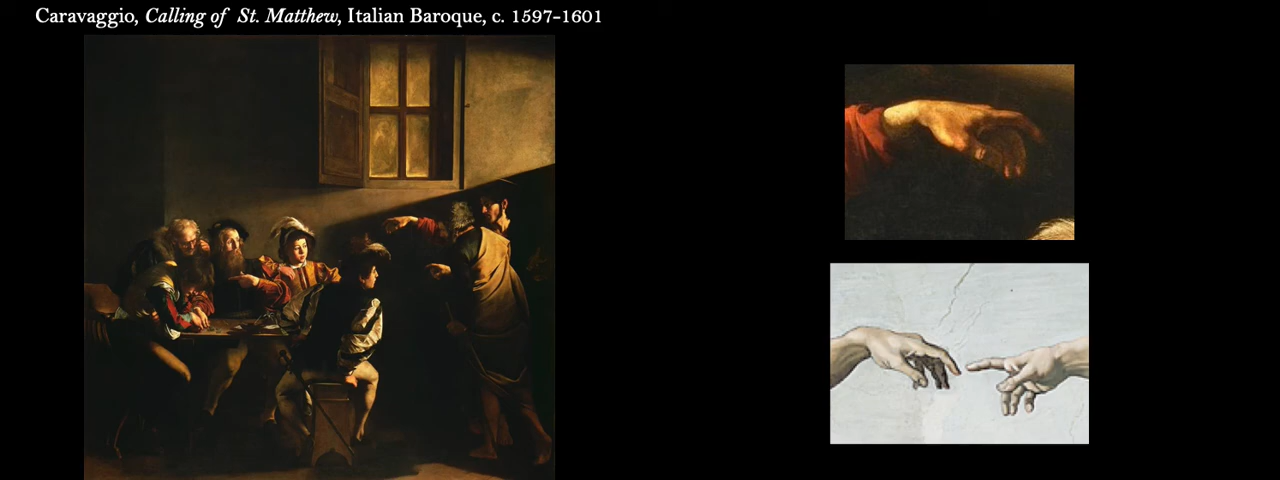 Caravaggio, Calling of St. Matthew, Italian Baroque, c. 1597-1601